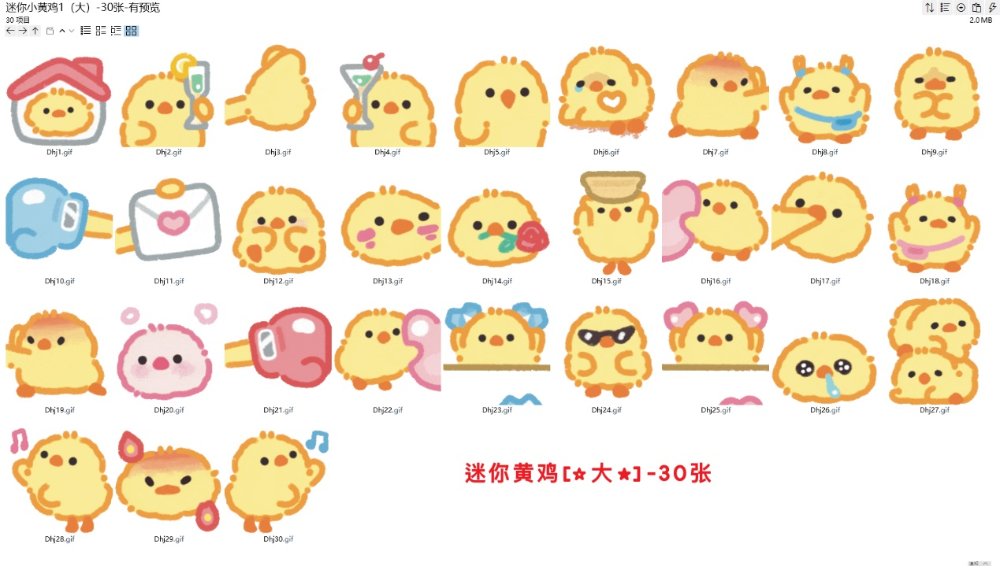 迷你小黄鸡1（大）-30张-有预览
30 项目
2.0MB
Dhj1.gif
Dhj2.gif
Dhj3.gif
Dhj4.gif
Dhj5.gif
Dhj6.gif
Dhj7.gif
Dhj8.gif
Dhj9.gif
Dhj10.gif
Dhj11.gif
Dhj12.gif
Dhj13.gif
Dhj14.gif
Dhj15.gif
Dhj16.gif
Dhj17.gif
Dhj18.gif
Dhj19.gif
Dhj20.gif
Dhj21.gif
Dhj22.gif
Dhj23.gif
Dhj24.gif
Dhj25.gif
Dhj26.gif
Dhj27.gif
迷你黄鸡[★大★]-30张
Dhj28.gif
Dhj29.gif
Dhj30.gif